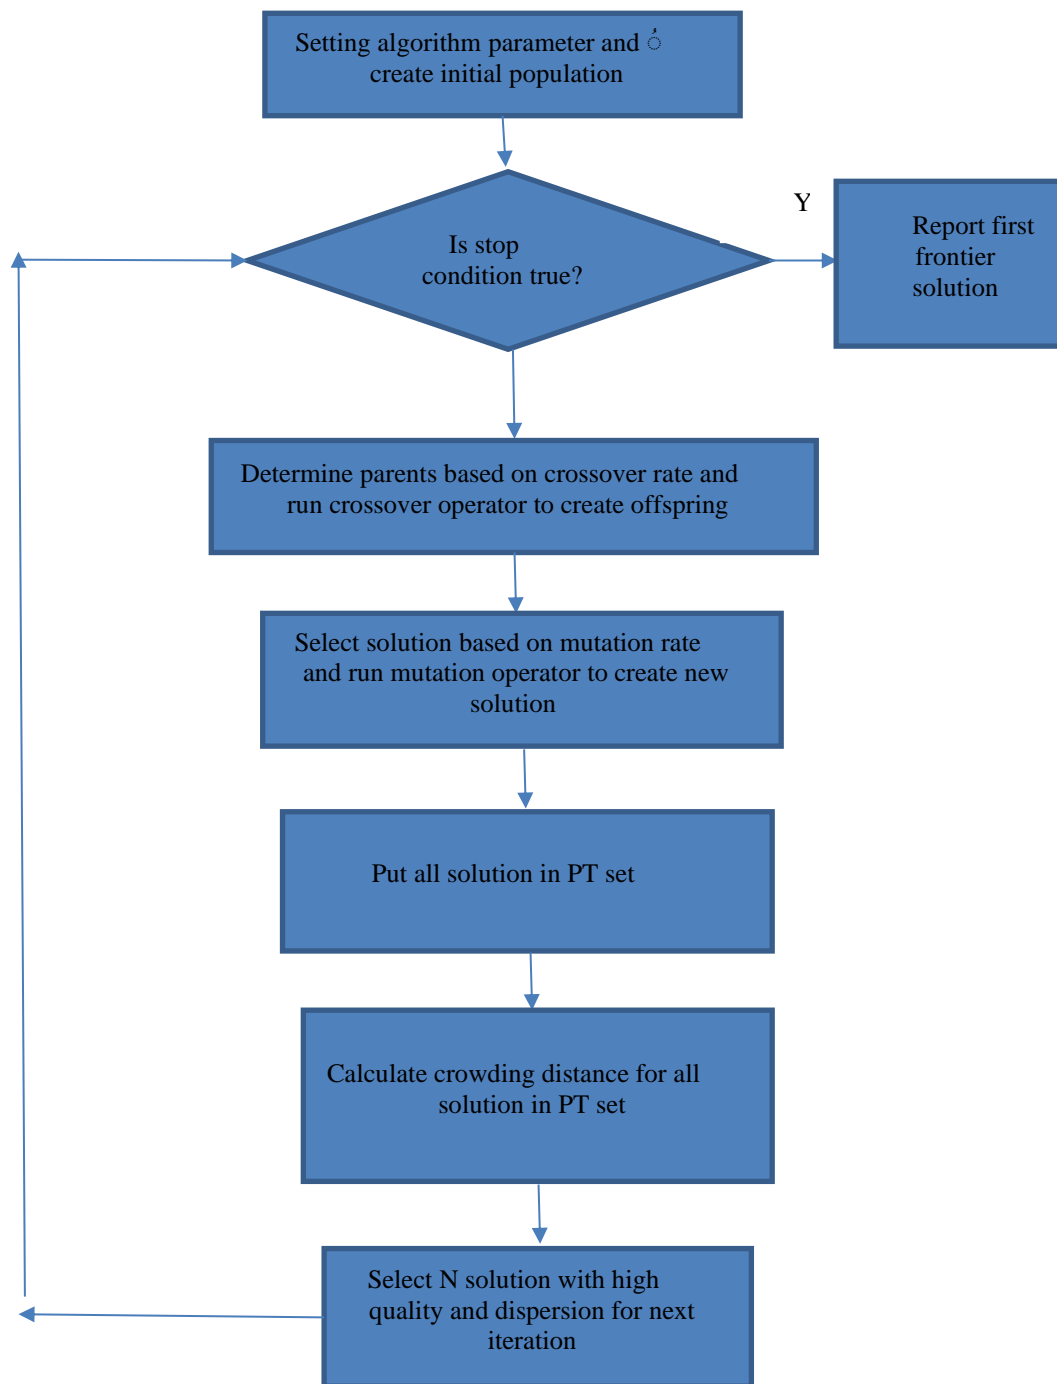 Setting algorithm parameter and
create initial population
Y
Is stop
condition true?
Report first
frontier
solution
Determine parents based on crossover rate and
run crossover operator to create offspring
Select solution based on mutation rate
and run mutation operator to create new
solution
Put all solution in PT set
Calculate crowding distance for all
solution in PT set
Select N solution with high
quality and dispersion for next
iteration